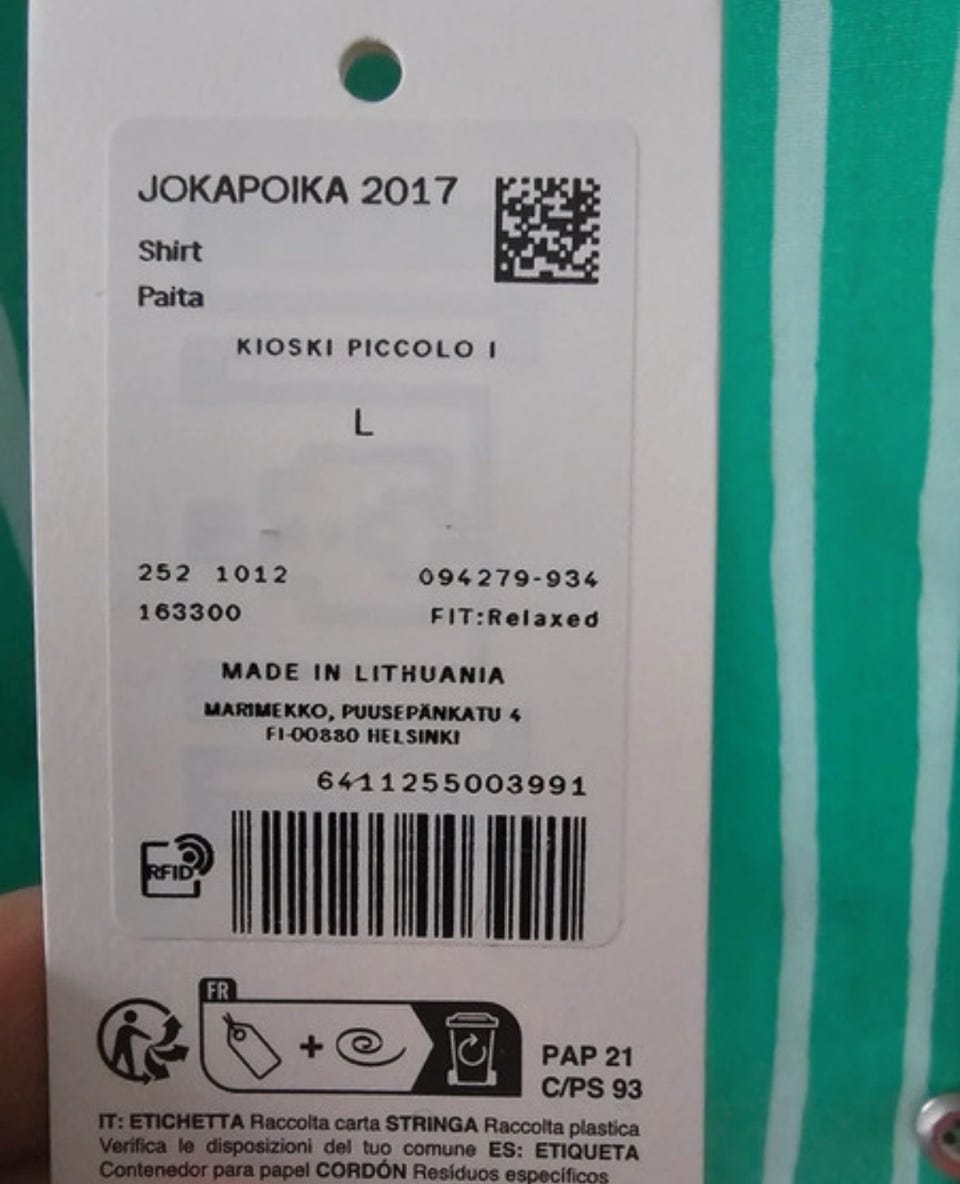 JOKAPOIKA 2017
Shirt
Paita
KIOSKI PICCOLO I
L
252 1012 094279-934
163300 FIT:Relaxed
MADE IN LITHUANIA
MARIMEKKO, PUUSEPÄNKATU 4
FI-00880 HELSINKI
6411255003991
RFID
FR
+
PAP 21
C/PS 93
IT: ETICHETTA Raccolta carta STRINGA Raccolta plastica
Verifica le disposizioni del tuo comune ES: ETIQUETA
Contenedor para papel CORDÓN Residuos específicos